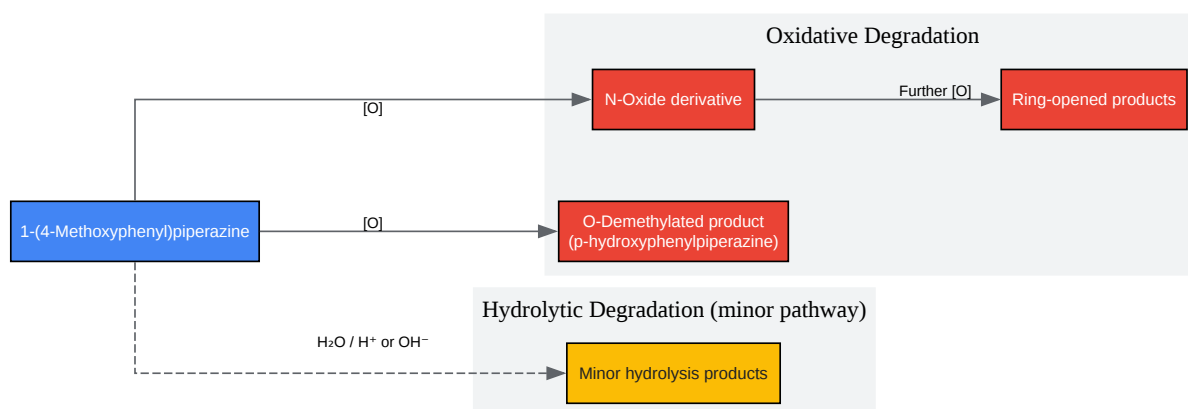 Oxidative Degradation
N-Oxide derivative
Further [O]
Ring-opened products
[O]
1-(4-Methoxyphenyl)piperazine
[O]
O-Demethylated product
(p-hydroxyphenylpiperazine)
Hydrolytic Degradation (minor pathway)
H₂O / H⁺ or OH⁻
Minor hydrolysis products